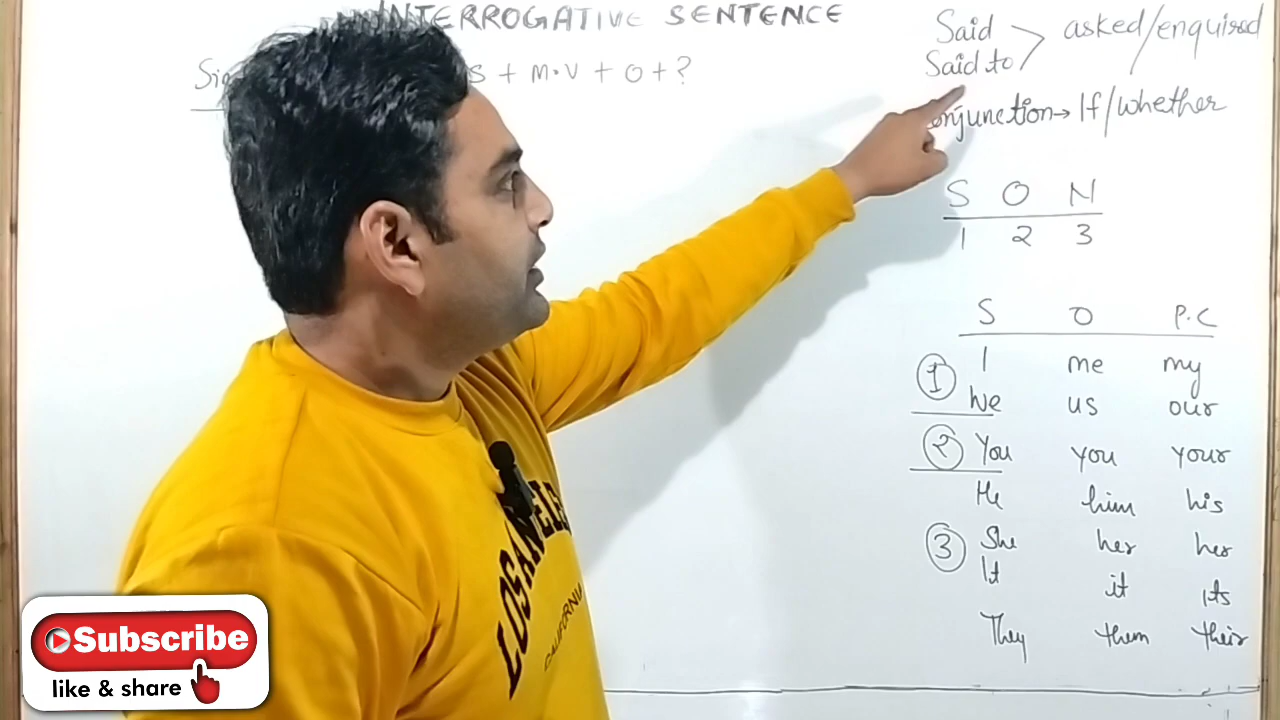 INTERROGATIVE SENTENCE
S + M.V + O + ?
Said
Said to > asked/enquired
Conjunction → If/whether
S O N
1 2 3
S O P.C
1 I me my
We us our
2 You you your
He him his
3 She her her
It it its
They them their
LOS ANGELES
CALIFORNIA
Subscribe
like & share